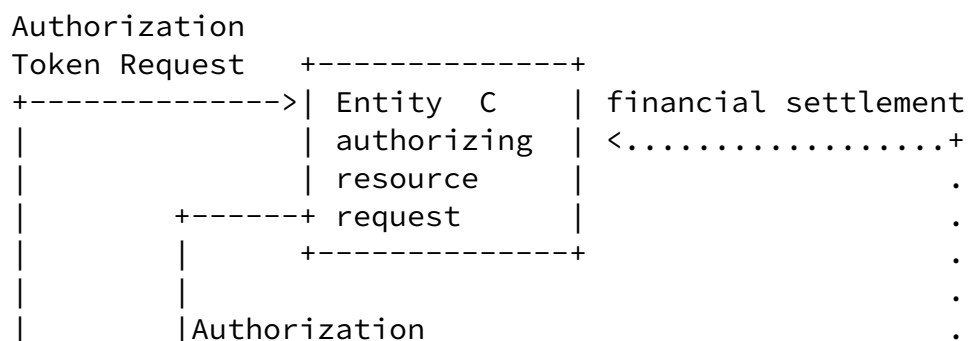 Authorization
Token Request   +--------------+
+-------------->| Entity  C    | financial settlement
|               | authorizing  | <..................+
|               | resource     |                    .
|        +------+ request      |                    .
|        |      +--------------+                    .
|        |                                          .
|        |Authorization                             .